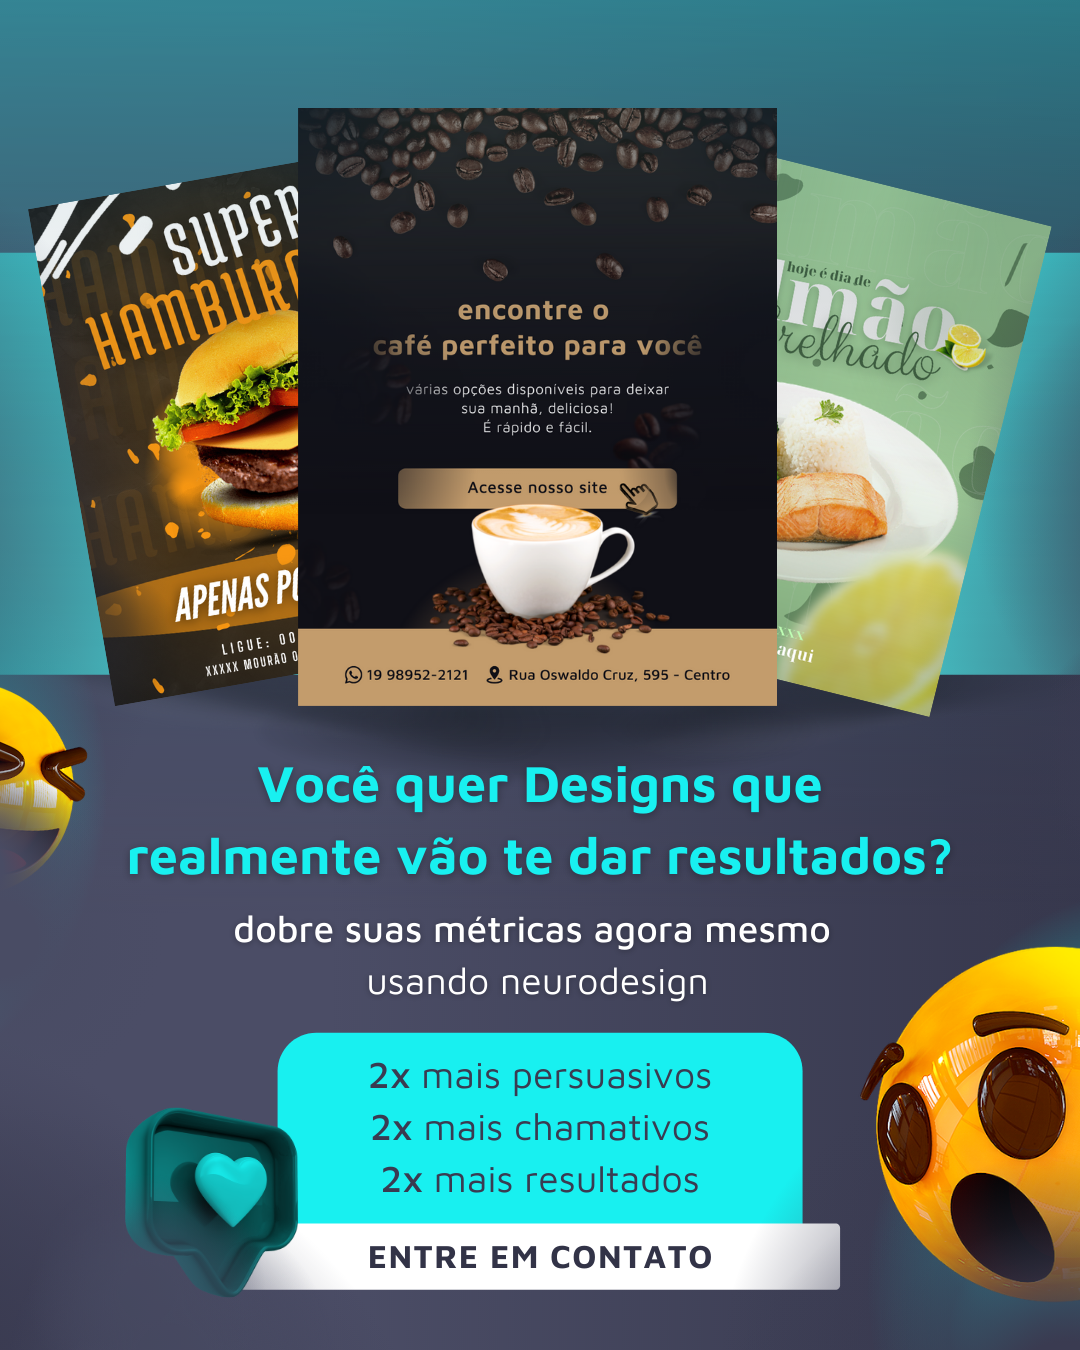 SUPER
HAMBURG
APENAS PO
LIGUE: 00
XXXXX MOURÃO O
encontre o
café perfeito para você
várias opções disponíveis para deixar
sua manhã, deliciosa!
É rápido e fácil.
Acesse nosso site
19 98952-2121 Rua Oswaldo Cruz, 595 - Centro
hoje é dia de
lmão
relhado
XXX
aqui
Você quer Designs que
realmente vão te dar resultados?
dobre suas métricas agora mesmo
usando neurodesign
2x mais persuasivos
2x mais chamativos
2x mais resultados
ENTRE EM CONTATO